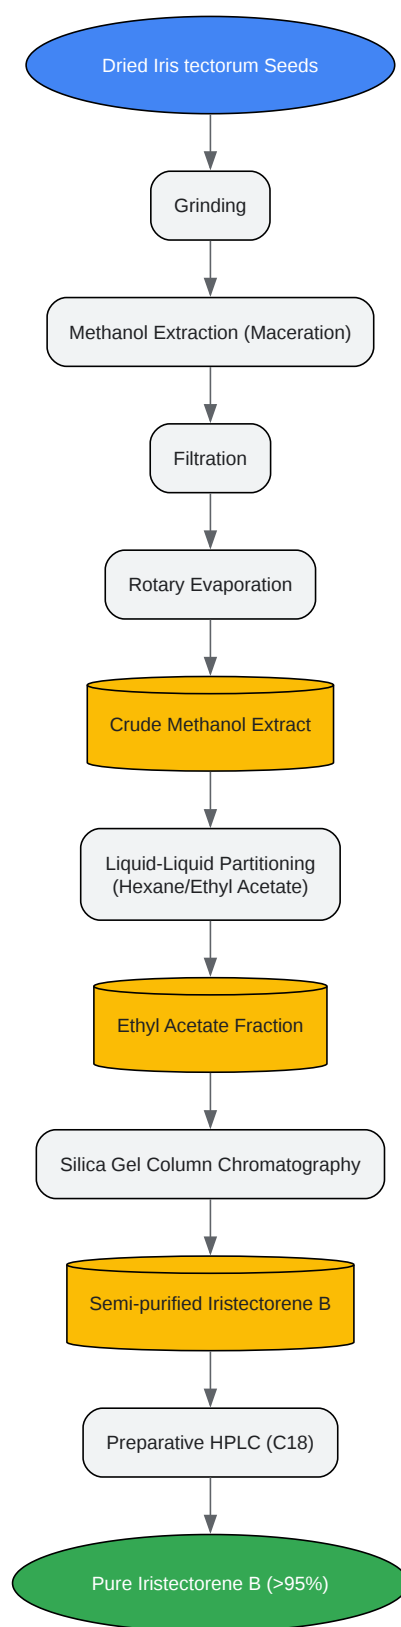 Dried Iris tectorum Seeds
Grinding
Methanol Extraction (Maceration)
Filtration
Rotary Evaporation
Crude Methanol Extract
Liquid-Liquid Partitioning
(Hexane/Ethyl Acetate)
Ethyl Acetate Fraction
Silica Gel Column Chromatography
Semi-purified Iristectorene B
Preparative HPLC (C18)
Pure Iristectorene B (>95%)